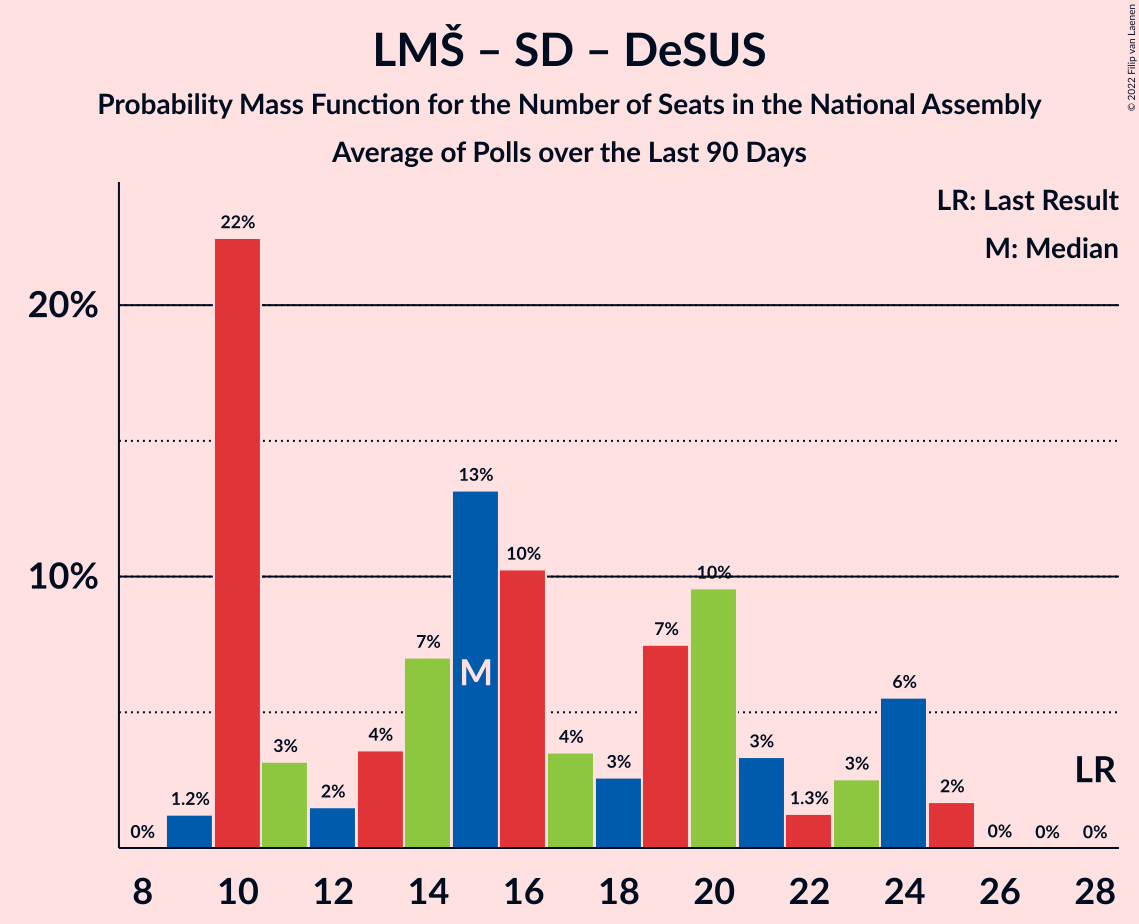 LMŠ – SD – DeSUS
Probability Mass Function for the Number of Seats in the National Assembly
Average of Polls over the Last 90 Days
© 2022 Filip van Laenen
LR: Last Result
M: Median
20%
10%
0%
1.2%
22%
3%
2%
4%
7%
13%
10%
4%
3%
7%
10%
3%
1.3%
3%
6%
2%
0%
0%
0%
M
LR
8 10 12 14 16 18 20 22 24 26 28